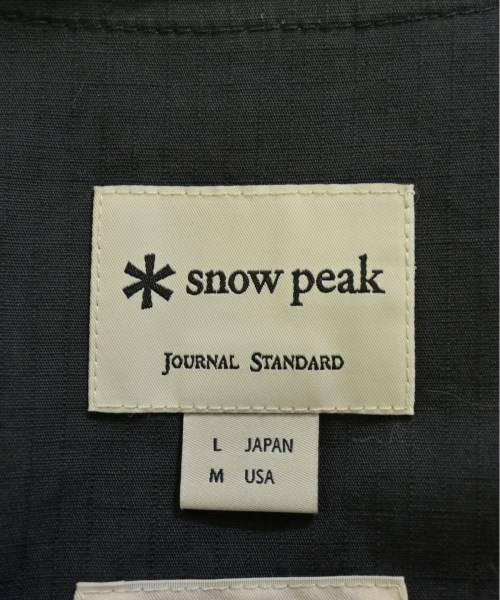 snow peak
JOURNAL STANDARD
L JAPAN
M USA